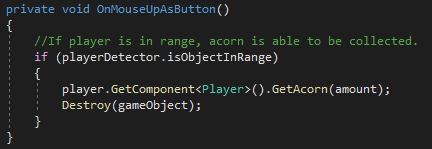 private void OnMouseUpAsButton()
{
    //If player is in range, acorn is able to be collected.
    if (playerDetector.isObjectInRange)
    {
        player.GetComponent<Player>().GetAcorn(amount);
        Destroy(gameObject);
    }
}